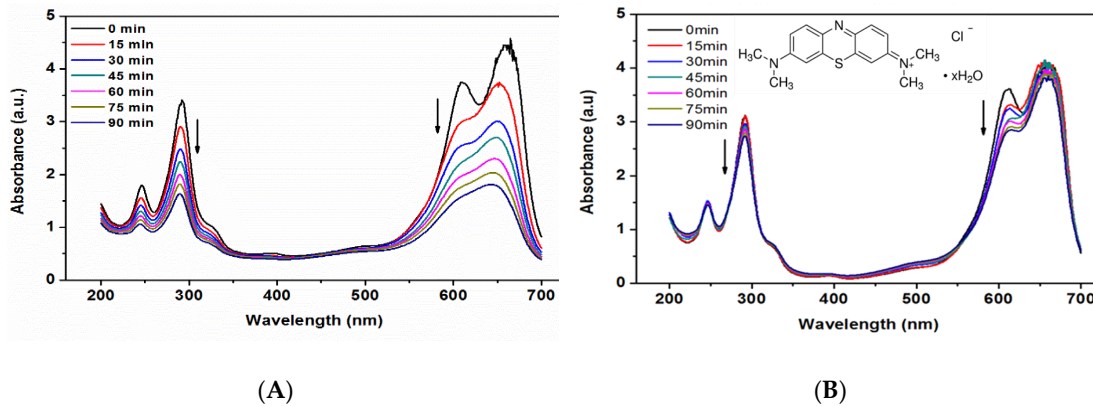 5
4
3
2
1
0
Absorbance (a.u.)
0 min
15 min
30 min
45 min
60 min
75 min
90 min
200 300 400 500 600 700
Wavelength (nm)
(A)
5
4
3
2
1
0
Absorbance (a.u)
0min
15min
30min
45min
60min
75min
90min
N
Cl −
H3C N S N+ CH3
CH3 CH3
• xH2O
200 300 400 500 600 700
Wavelength (nm)
(B)